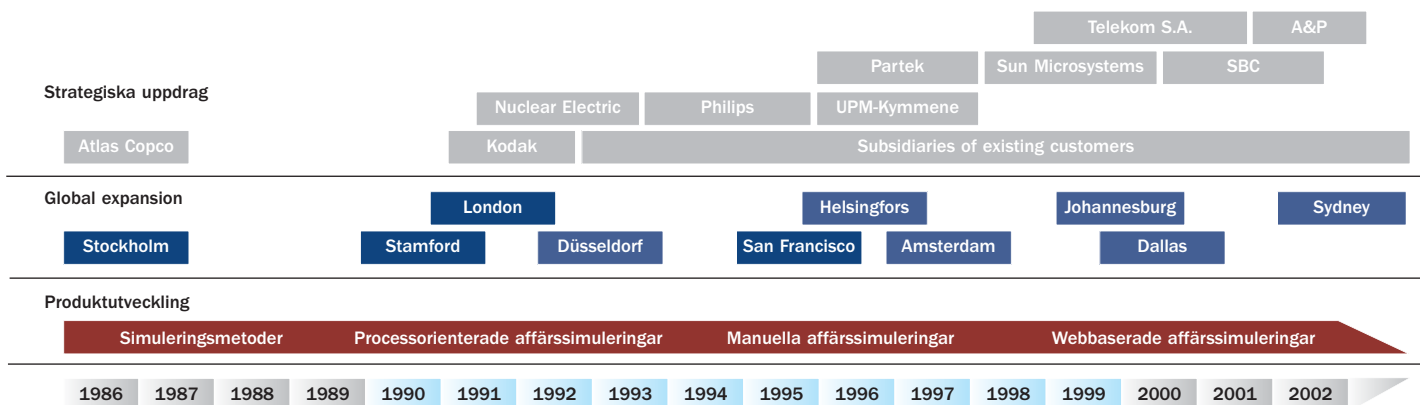 Telekom S.A. A&P
Partek Sun Microsystems SBC
Strategiska uppdrag
Nuclear Electric Philips UPM-Kymmene
Atlas Copco Kodak Subsidiaries of existing customers
Global expansion
London Helsingfors Johannesburg Sydney
Stockholm Stamford Düsseldorf San Francisco Amsterdam Dallas
Produktutveckling
Simuleringsmetoder Processorienterade affärssimuleringar Manuella affärssimuleringar Webbaserade affärssimuleringar
1986 1987 1988 1989 1990 1991 1992 1993 1994 1995 1996 1997 1998 1999 2000 2001 2002